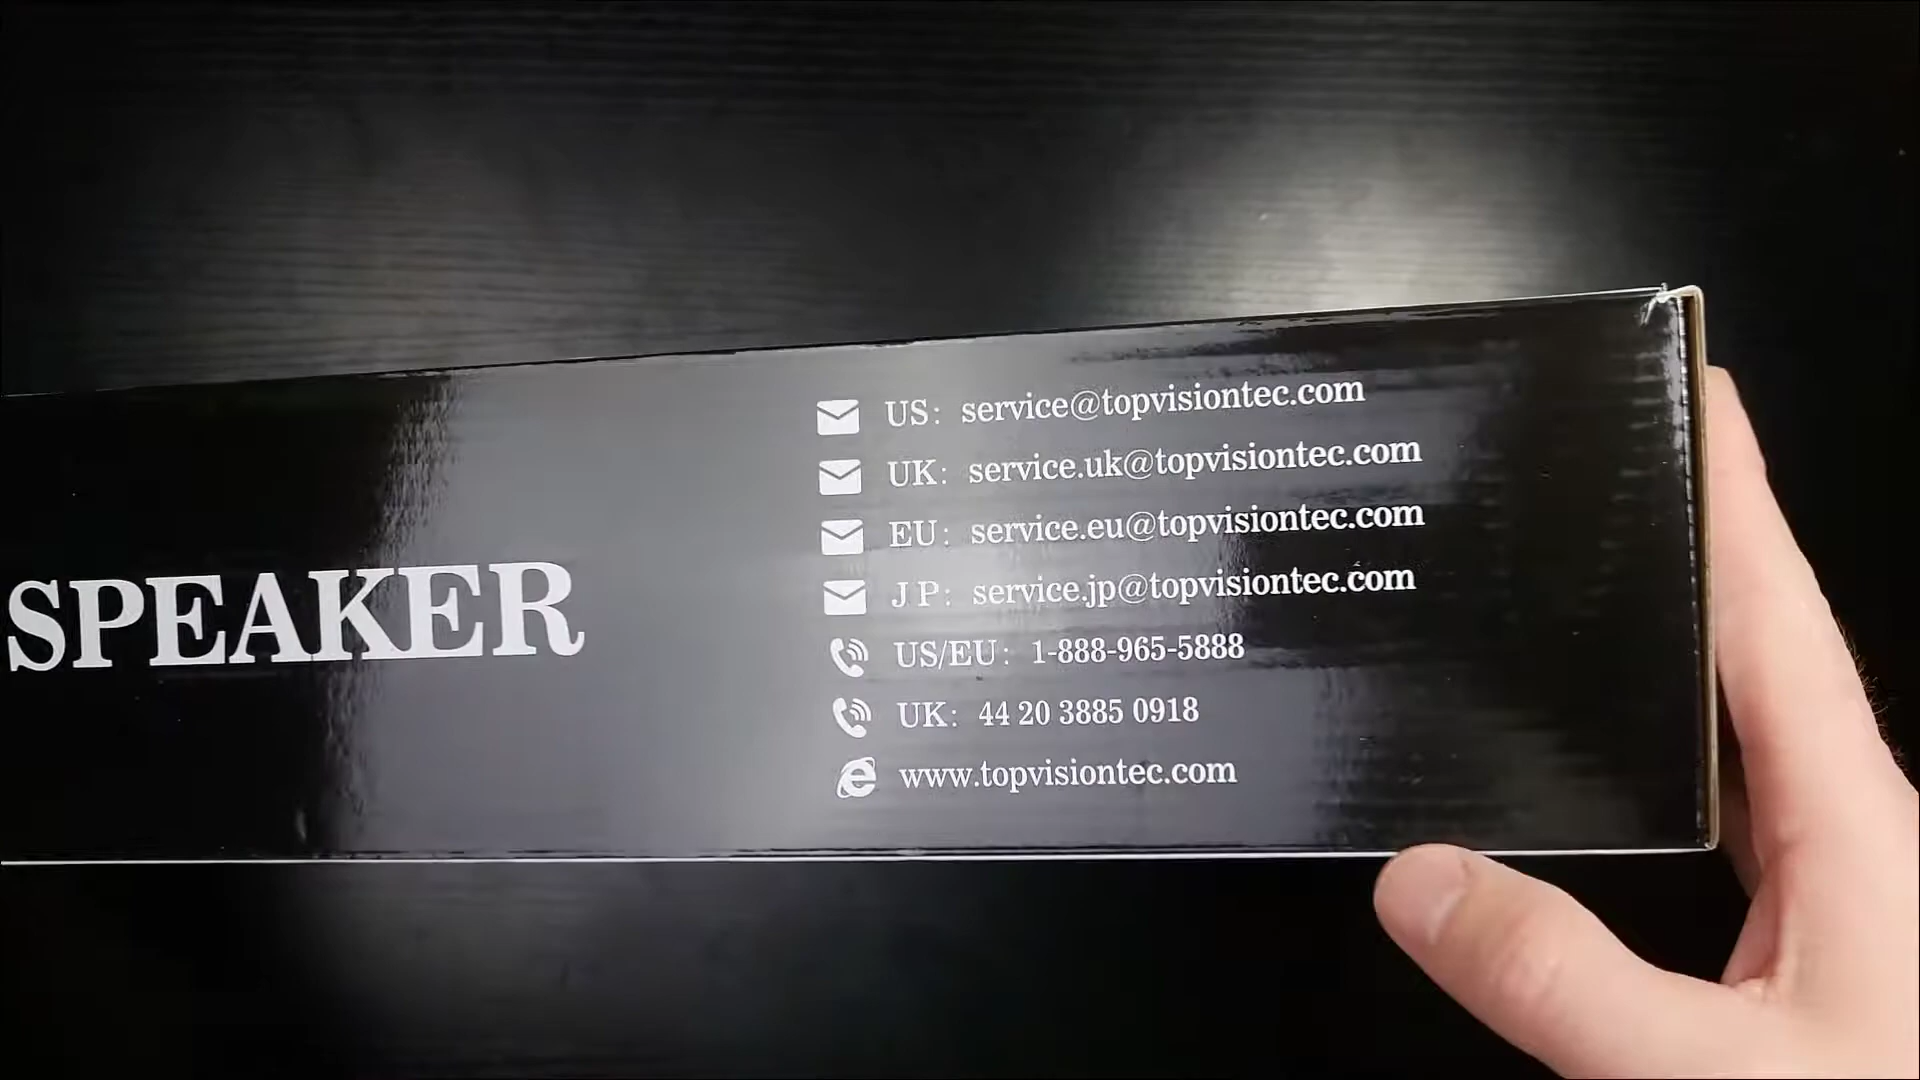 SPEAKER
US: service@topvisiontec.com
UK: service.uk@topvisiontec.com
EU: service.eu@topvisiontec.com
JP: service.jp@topvisiontec.com
US/EU: 1-888-965-5888
UK: 44 20 3885 0918
www.topvisiontec.com